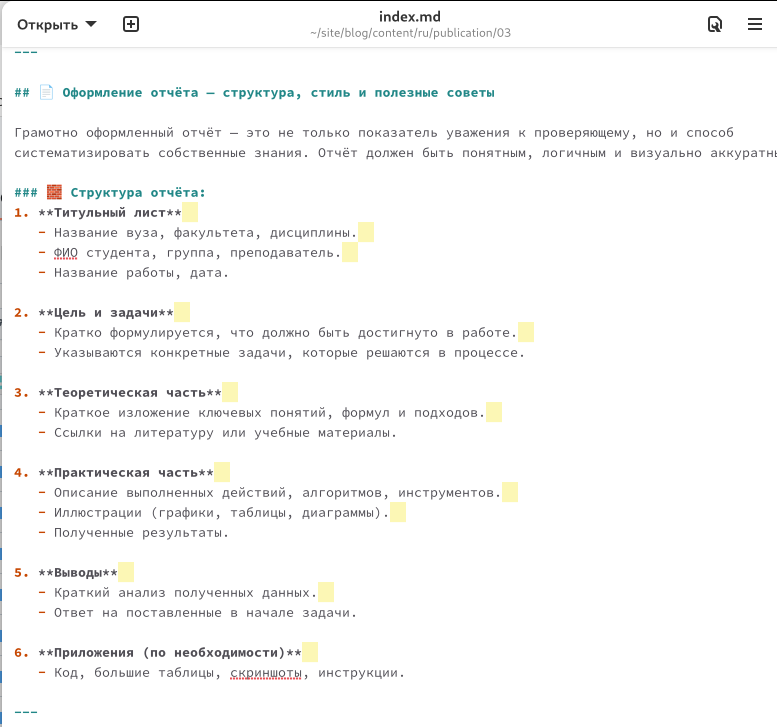 Открыть
index.md
~/site/blog/content/ru/publication/03
---
## 📄 Оформление отчёта — структура, стиль и полезные советы
Грамотно оформленный отчёт — это не только показатель уважения к проверяющему, но и способ
систематизировать собственные знания. Отчёт должен быть понятным, логичным и визуально
### 🧱 Структура отчёта:
1. **Титульный лист**
- Название вуза, факультета, дисциплины.
- ФИО студента, группа, преподаватель.
- Название работы, дата.
2. **Цель и задачи**
- Кратко формулируется, что должно быть достигнуто в работе.
- Указываются конкретные задачи, которые решаются в процессе.
3. **Теоретическая часть**
- Краткое изложение ключевых понятий, формул и подходов.
- Ссылки на литературу или учебные материалы.
4. **Практическая часть**
- Описание выполненных действий, алгоритмов, инструментов.
- Иллюстрации (графики, таблицы, диаграммы).
- Полученные результаты.
5. **Выводы**
- Краткий анализ полученных данных.
- Ответ на поставленные в начале задачи.
6. **Приложения (по необходимости)**
- Код, большие таблицы, скриншоты, инструкции.
---